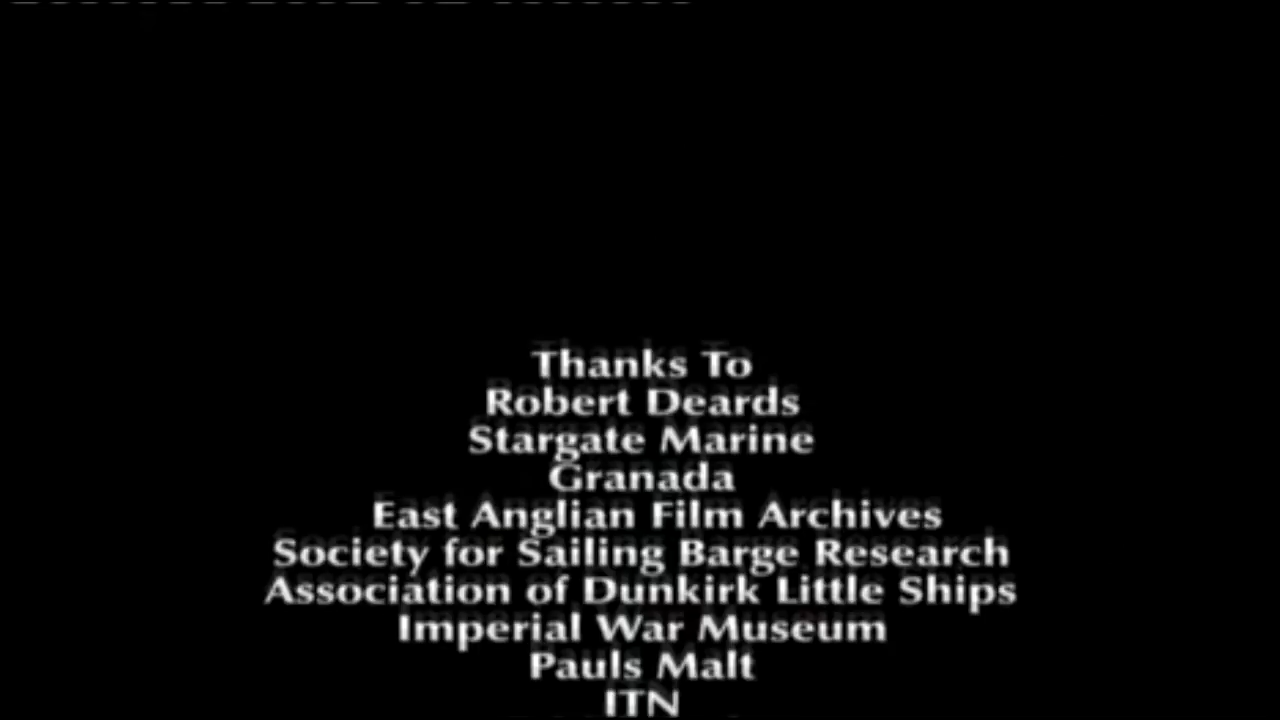 Thanks To
Robert Deards
Stargate Marine
Granada
East Anglian Film Archives
Society for Sailing Barge Research
Association of Dunkirk Little Ships
Imperial War Museum
Pauls Malt
ITN